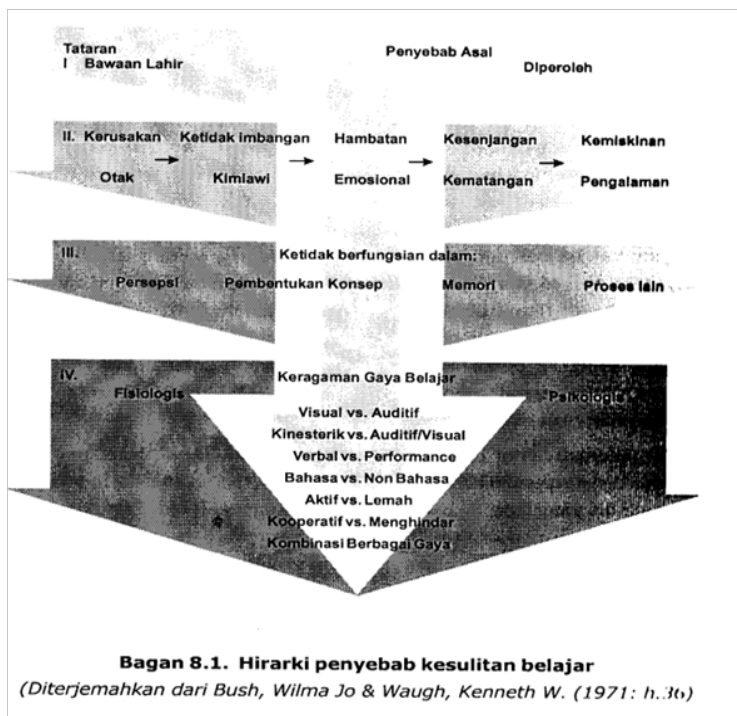 Tataran
Penyebab Asal
I Bawaan Lahir
Diperoleh
II. Kerusakan Ketidak imbangan Hambatan Kesenjangan Kemiskinan
Otak Kimiawi Emosional Kematangan Pengalaman
III. Ketidak berfungsian dalam:
Persepsi Pembentukan Konsep Memori Proses lain
IV. Keragaman Gaya Belajar
Fisiologis Psikologis
Visual vs. Auditif
Kinesterik vs. Auditif/Visual
Verbal vs. Performance
Bahasa vs. Non Bahasa
Aktif vs. Lemah
Kooperatif vs. Menghindar
Kombinasi Berbagai Gaya
Bagan 8.1. Hirarki penyebab kesulitan belajar
(Diterjemahkan dari Bush, Wilma Jo & Waugh, Kenneth W. (1971: h.36)